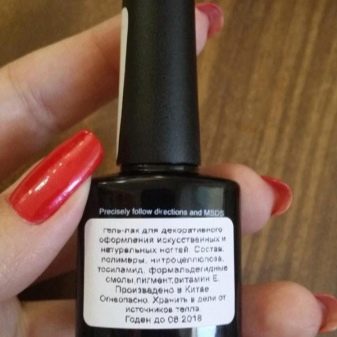 Precisely follow directions and MSDS
гель-лак для декоративного
оформления искусственных и
натуральных ногтей. Состав:
полимеры, нитроцеллюлоза,
тосиламид, формальдегидные
смолы,пигмент,витамин Е.
Произведено в Китае
Огнеопасно. Хранить в дали от
источников тепла.
Годен до 08.2018